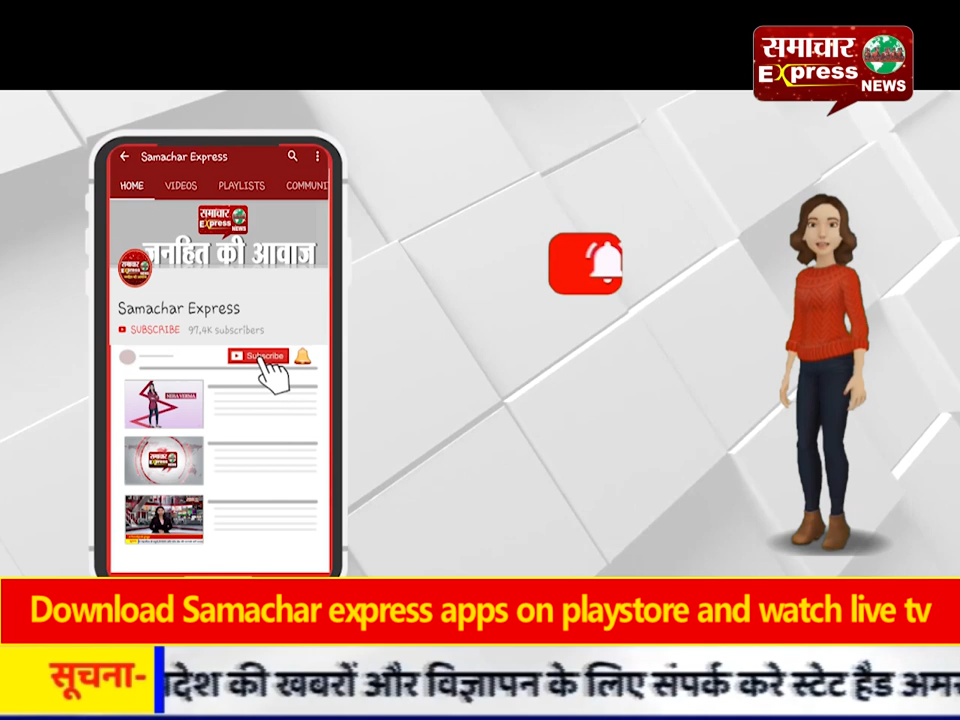 समाचार
Express
NEWS
Samachar Express
HOME VIDEOS PLAYLISTS COMMUNI
समाचार
Express
NEWS
जनहित की आवाज
Samachar Express
SUBSCRIBE 97.4K subscribers
Subscribe
Download Samachar express apps on playstore and watch live tv
सूचना- देश की खबरों और विज्ञापन के लिए संपर्क करे स्टेट हैड